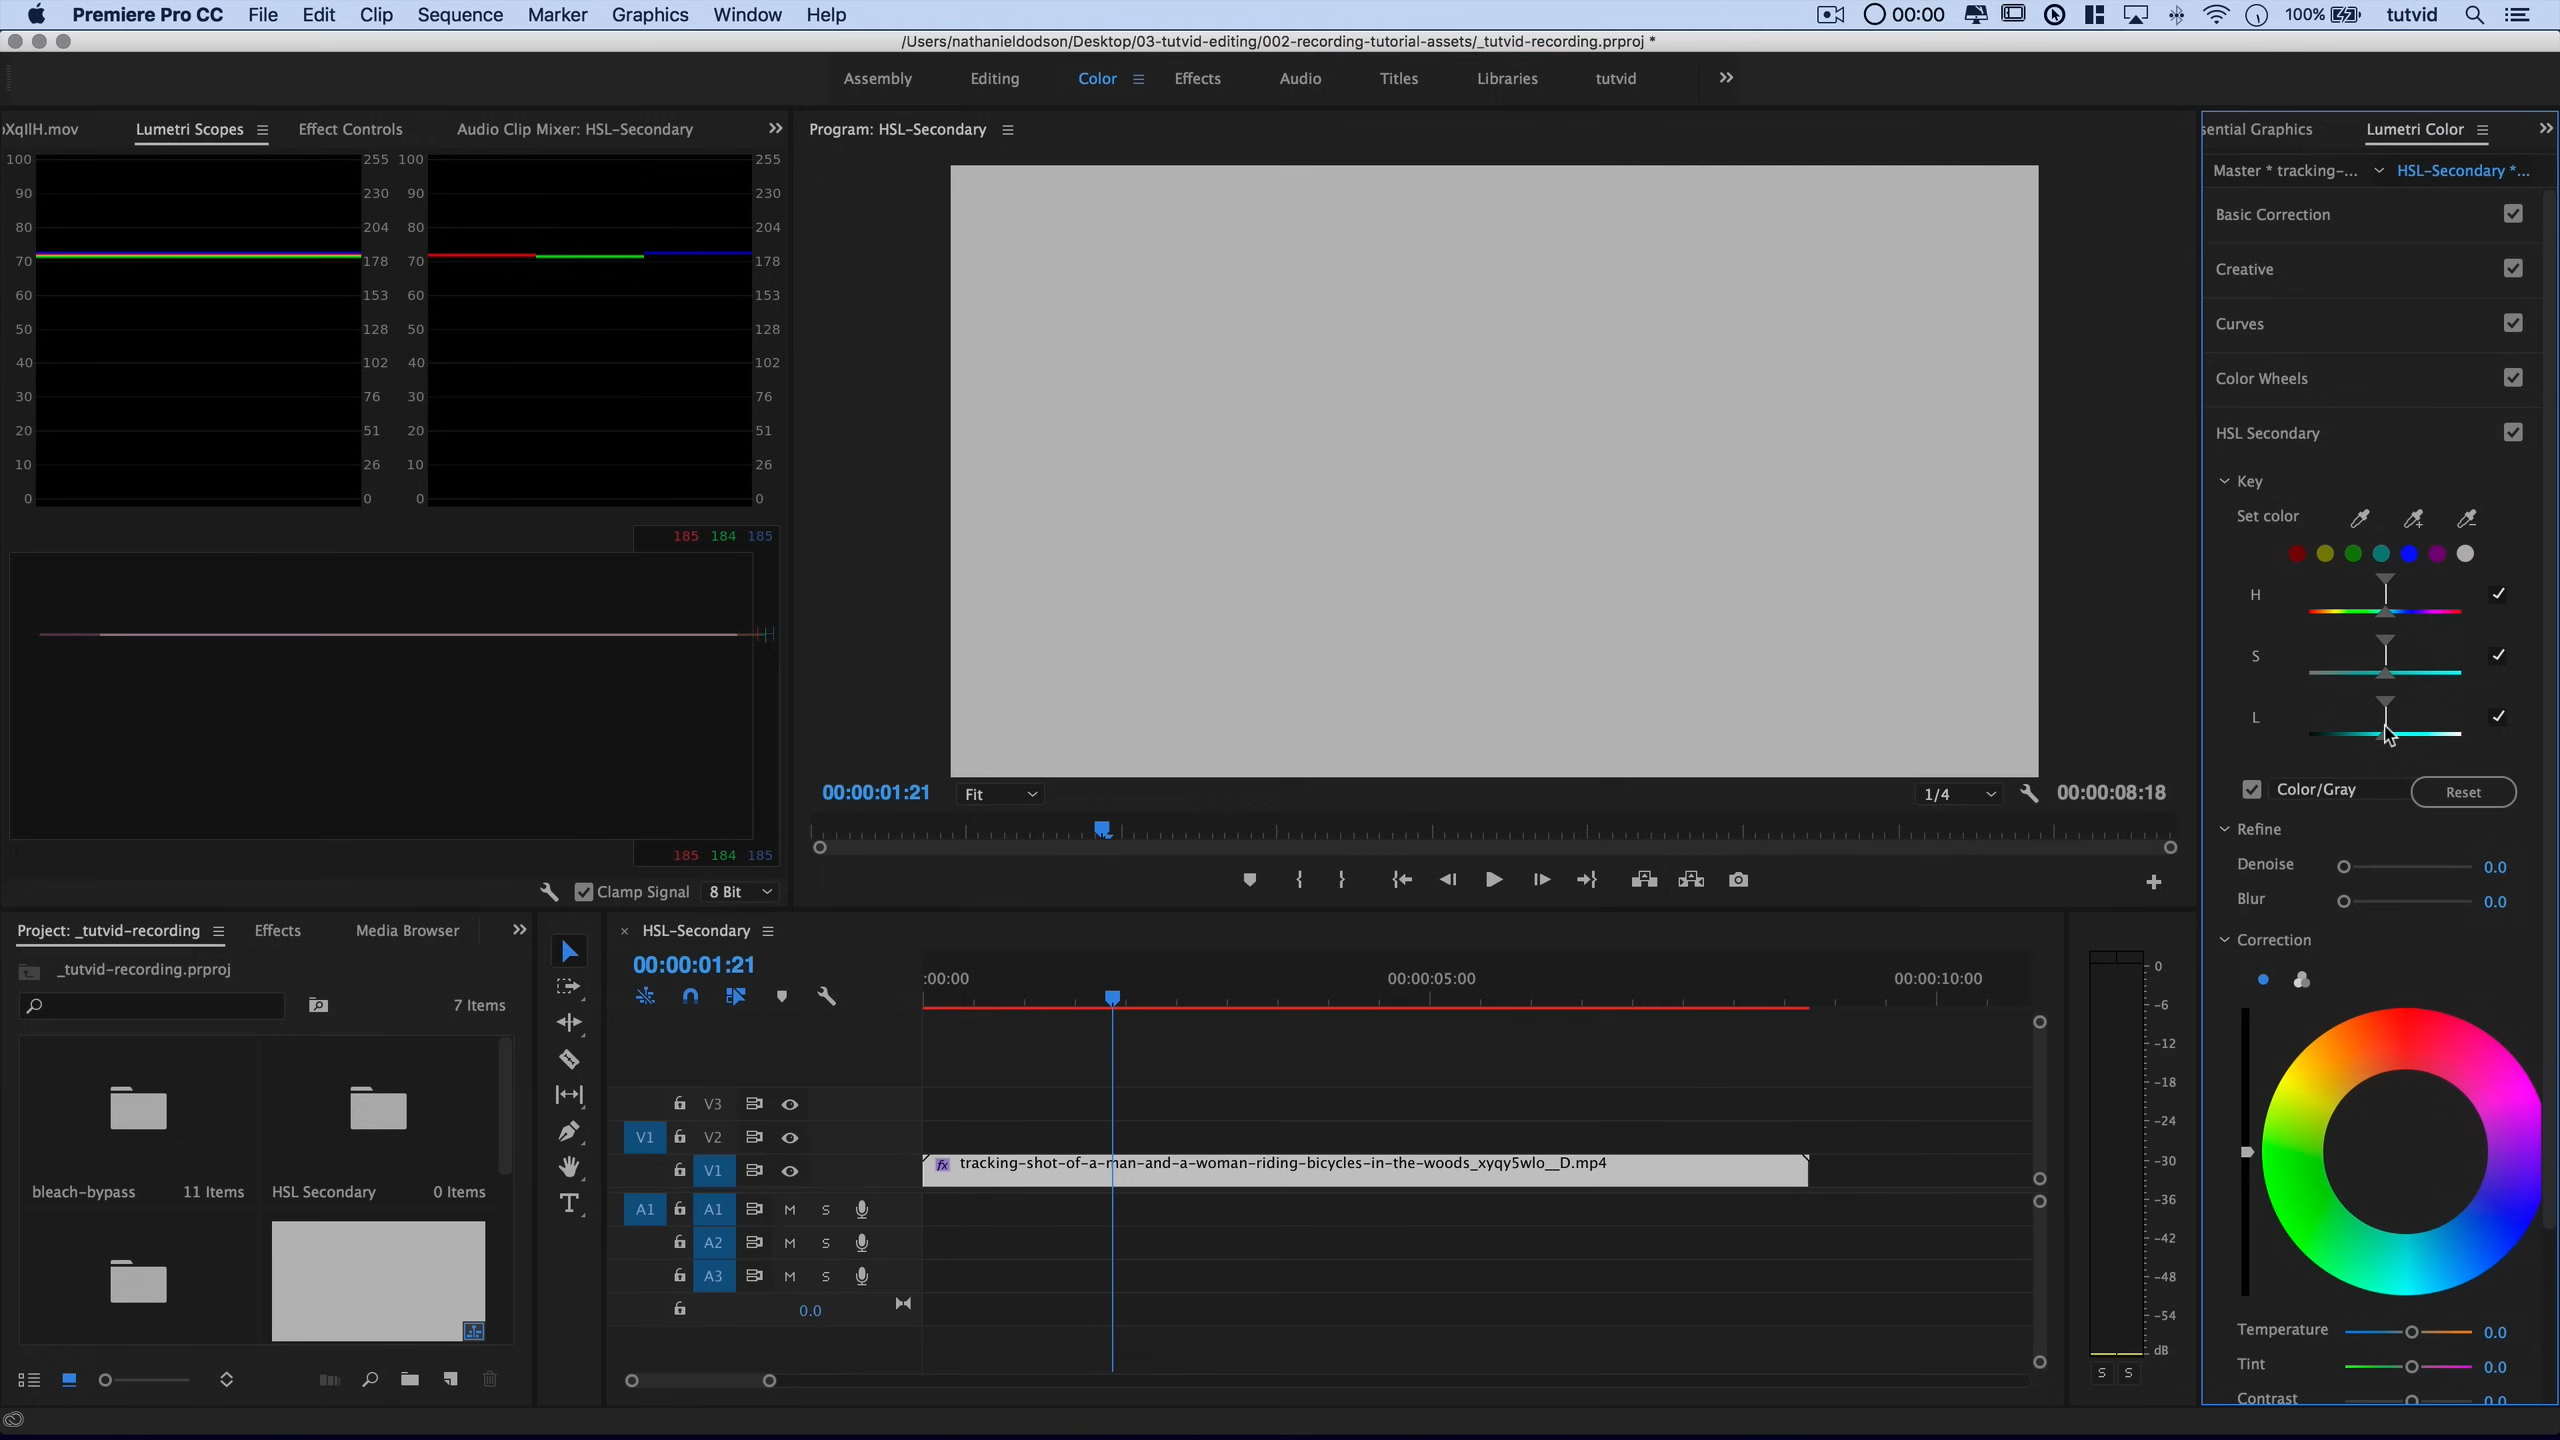 Premiere Pro CC File Edit Clip Sequence Marker Graphics Window Help 00:00 100% tutvid
/Users/nathanieldodson/Desktop/03-tutvid-editing/002-recording-tutorial-assets/_tutvid-recording.prproj *
Assembly Editing Color Effects Audio Titles Libraries tutvid
XqllH.mov Lumetri Scopes Effect Controls Audio Clip Mixer: HSL-Secondary
100 255 100 255
90 230 90 230
80 204 80 204
70 178 70 178
60 153 60 153
50 128 50 128
40 102 40 102
30 76 30 76
20 51 20 51
10 26 10 26
0 0 0 0
185 184 185
185 184 185
Clamp Signal 8 Bit
Program: HSL-Secondary
00:00:01:21 Fit 1/4 00:00:08:18
sential Graphics Lumetri Color
Master * tracking-... HSL-Secondary *...
Basic Correction
Creative
Curves
Color Wheels
HSL Secondary
Key
Set color
H
S
L
Color/Gray Reset
Refine
Denoise 0.0
Blur 0.0
Correction
Temperature 0.0
Tint 0.0
Contrast 0.0
Project: _tutvid-recording Effects Media Browser
_tutvid-recording.prproj
7 Items
bleach-bypass 11 Items HSL Secondary 0 Items
HSL-Secondary
00:00:01:21
:00:00 00:00:05:00 00:00:10:00
V3
V1 V2
V1 tracking-shot-of-a-man-and-a-woman-riding-bicycles-in-the-woods_xyqy5wlo__D.mp4
fx
A1 A1 M S
A2 M S
A3 M S
0.0
0
-6
-12
-18
-24
-30
-36
-42
-48
-54
dB
S S